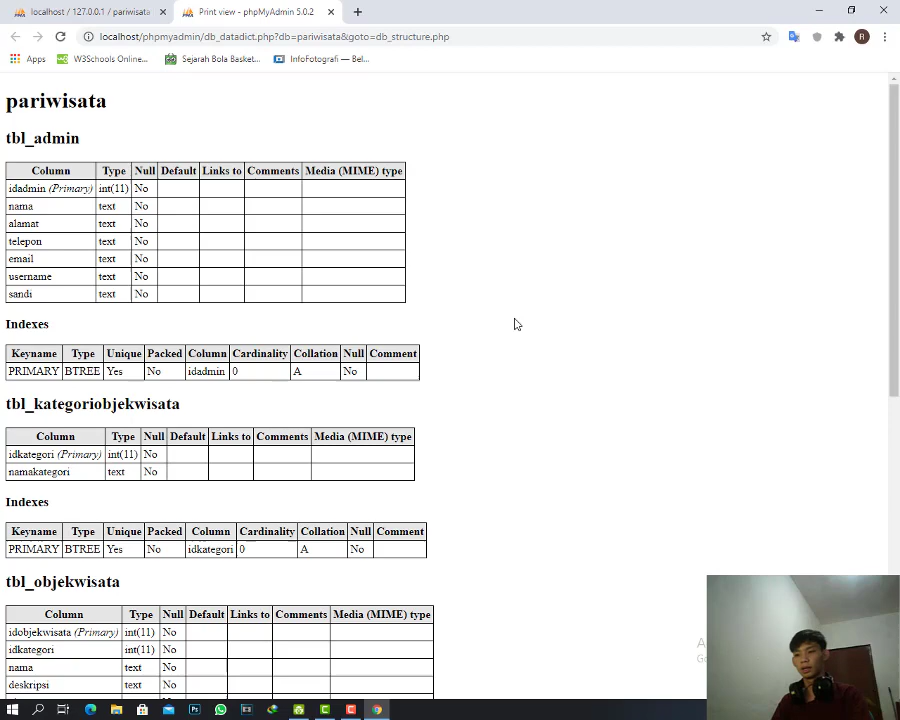 localhost / 127.0.0.1 / pariwisata
Print view - phpMyAdmin 5.0.2
localhost/phpmyadmin/db_datadict.php?db=pariwisata&goto=db_structure.php
R
Apps
W3Schools Online...
Sejarah Bola Basket...
InfoFotografi — Bel...
pariwisata
tbl_admin
Column Type Null Default Links to Comments Media (MIME) type
idadmin (Primary) int(11) No
nama text No
alamat text No
telepon text No
email text No
username text No
sandi text No
Indexes
Keyname Type Unique Packed Column Cardinality Collation Null Comment
PRIMARY BTREE Yes No idadmin 0 A No
tbl_kategoriobjekwisata
Column Type Null Default Links to Comments Media (MIME) type
idkategori (Primary) int(11) No
namakategori text No
Indexes
Keyname Type Unique Packed Column Cardinality Collation Null Comment
PRIMARY BTREE Yes No idkategori 0 A No
tbl_objekwisata
Column Type Null Default Links to Comments Media (MIME) type
idobjekwisata (Primary) int(11) No
idkategori int(11) No
nama text No
deskripsi text No